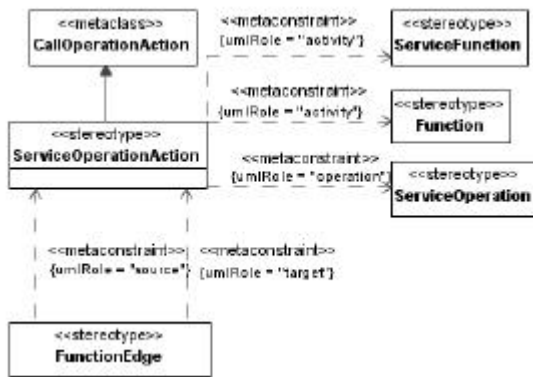 <<metaclass>>
CallOperationAction
<<metaconstraint>>
{umlRole = "activity"}
<<stereotype>>
ServiceFunction
<<metaconstraint>>
{umlRole = "activity"}
<<stereotype>>
Function
<<stereotype>>
ServiceOperationAction
<<metaconstraint>>
{umlRole = "operation"}
<<stereotype>>
ServiceOperation
<<metaconstraint>>
{umlRole = "source"}
<<metaconstraint>>
{umlRole = "target"}
<<stereotype>>
FunctionEdge